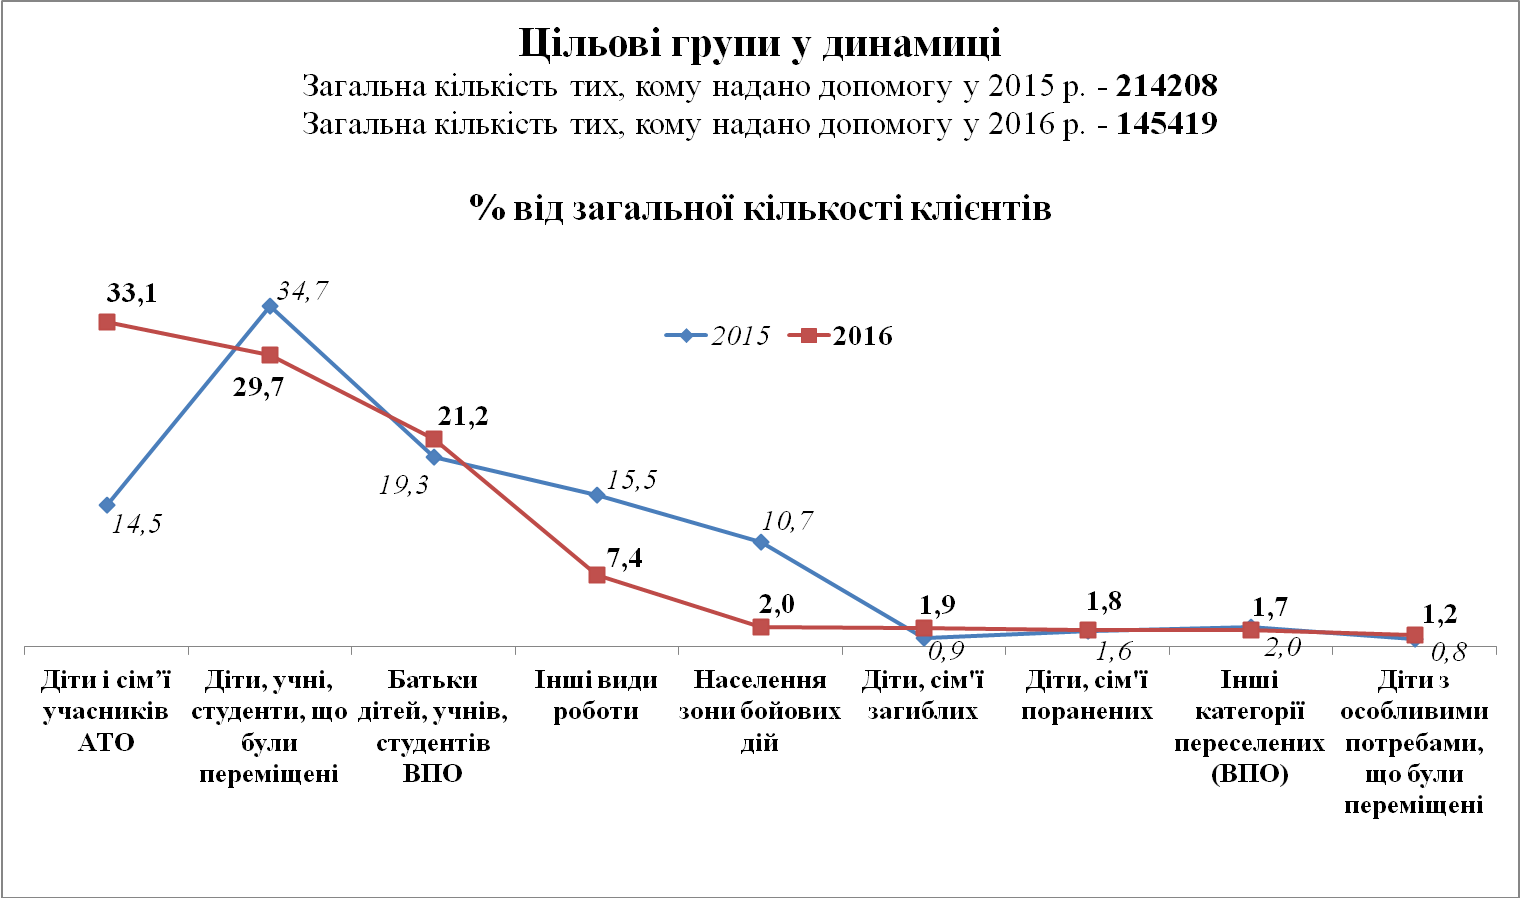 Цільові групи у динамиці
Загальна кількість тих, кому надано допомогу у 2015 р. - 214208
Загальна кількість тих, кому надано допомогу у 2016 р. - 145419
% від загальної кількості клієнтів
33,1
34,7
2015
2016
29,7
21,2
19,3
15,5
14,5
10,7
7,4
2,0
1,9
1,8
1,7
1,2
0,9
1,6
2,0
0,8
Діти і сім’ї
учасників
АТО
Діти, учні,
студенти, що
були
переміщені
Батьки
дітей, учнів,
студентів
ВПО
Інші види
роботи
Населення
зони бойових
дій
Діти, сім'ї
загиблих
Діти, сім'ї
поранених
Інші
категорії
переселених
(ВПО)
Діти з
особливими
потребами,
що були
переміщені